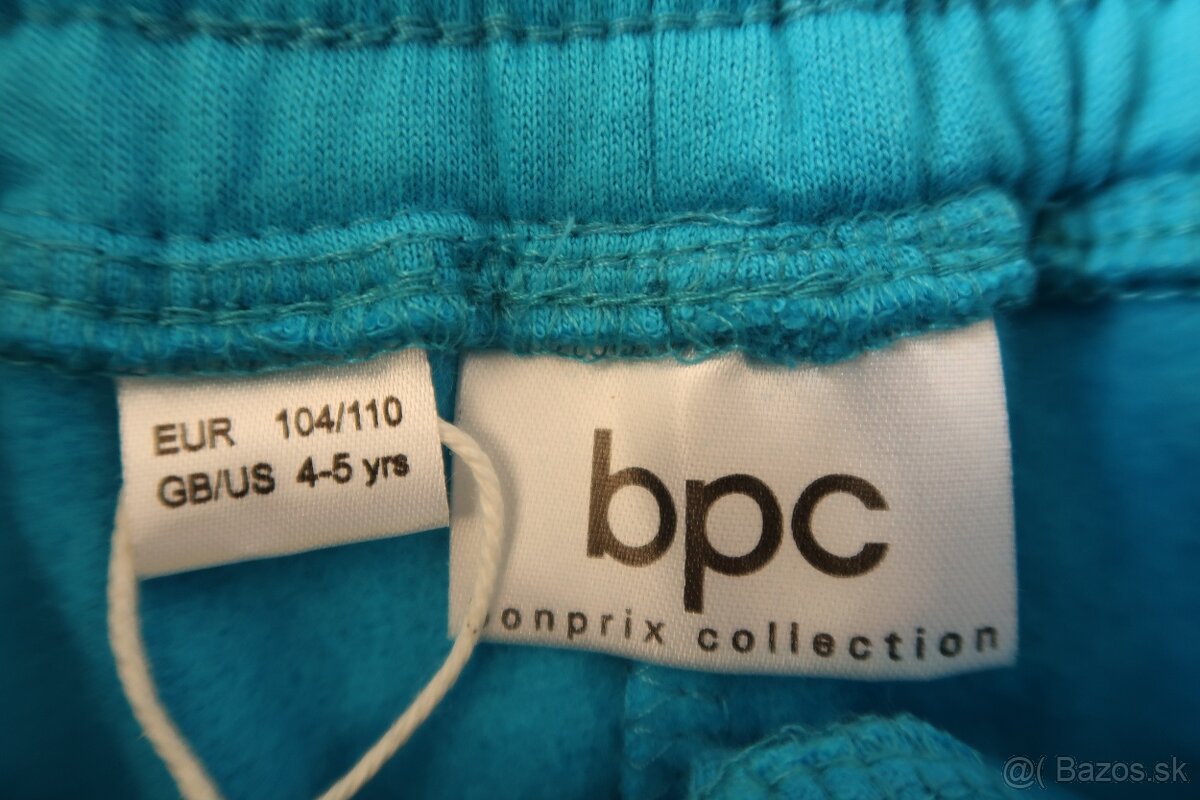 EUR 104/110
GB/US 4-5 yrs
bpc
onprix collection
@( Bazos.sk